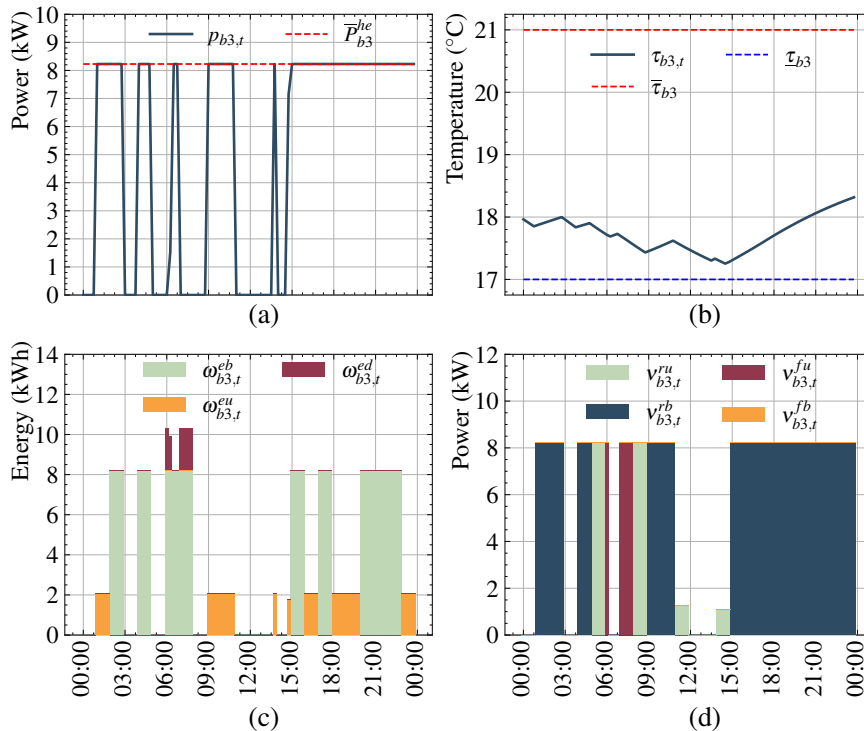 Power (kW)
10
9
8
7
6
5
4
3
2
1
0
p_{b3,t}
\overline{P}^{he}_{b3}
(a)
Temperature (°C)
21
20
19
18
17
τ_{b3,t}
\underline{τ}_{b3}
\overline{τ}_{b3}
(b)
Energy (kWh)
14
12
10
8
6
4
2
0
ω^{eb}_{b3,t}
ω^{ed}_{b3,t}
ω^{eu}_{b3,t}
00:00
03:00
06:00
09:00
12:00
15:00
18:00
21:00
00:00
(c)
Power (kW)
12
10
8
6
4
2
0
ν^{ru}_{b3,t}
ν^{fu}_{b3,t}
ν^{rb}_{b3,t}
ν^{fb}_{b3,t}
00:00
03:00
06:00
09:00
12:00
15:00
18:00
21:00
00:00
(d)